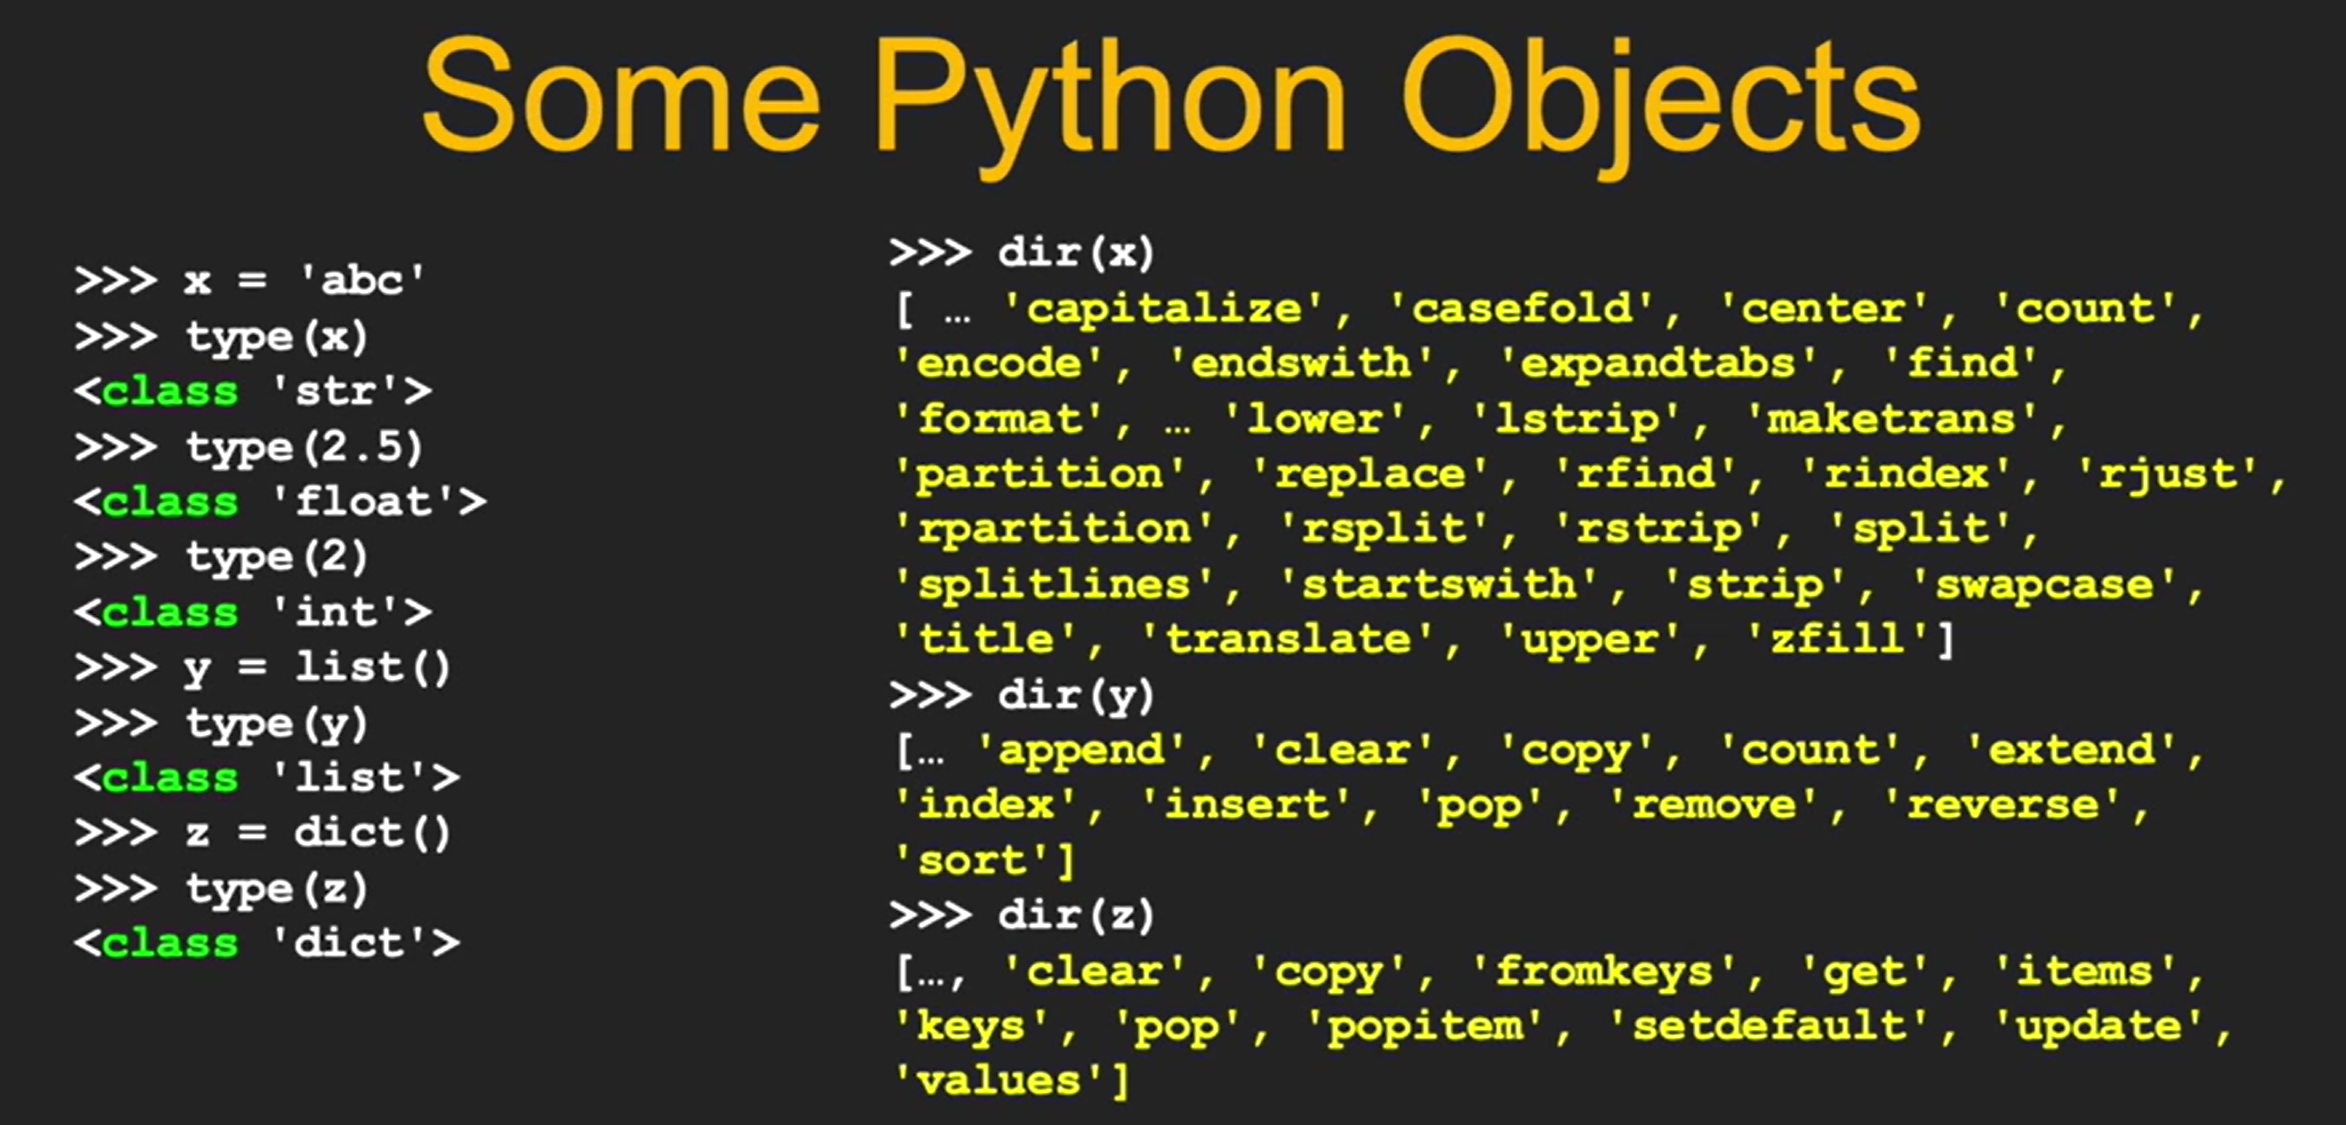 Some Python Objects
>>> x = 'abc'
>>> type(x)
<class 'str'>
>>> type(2.5)
<class 'float'>
>>> type(2)
<class 'int'>
>>> y = list()
>>> type(y)
<class 'list'>
>>> z = dict()
>>> type(z)
<class 'dict'>
>>> dir(x)
[ … 'capitalize', 'casefold', 'center', 'count',
'encode', 'endswith', 'expandtabs', 'find',
'format', … 'lower', 'lstrip', 'maketrans',
'partition', 'replace', 'rfind', 'rindex', 'rjust',
'rpartition', 'rsplit', 'rstrip', 'split',
'splitlines', 'startswith', 'strip', 'swapcase',
'title', 'translate', 'upper', 'zfill']
>>> dir(y)
[… 'append', 'clear', 'copy', 'count', 'extend',
'index', 'insert', 'pop', 'remove', 'reverse',
'sort']
>>> dir(z)
[…, 'clear', 'copy', 'fromkeys', 'get', 'items',
'keys', 'pop', 'popitem', 'setdefault', 'update',
'values']